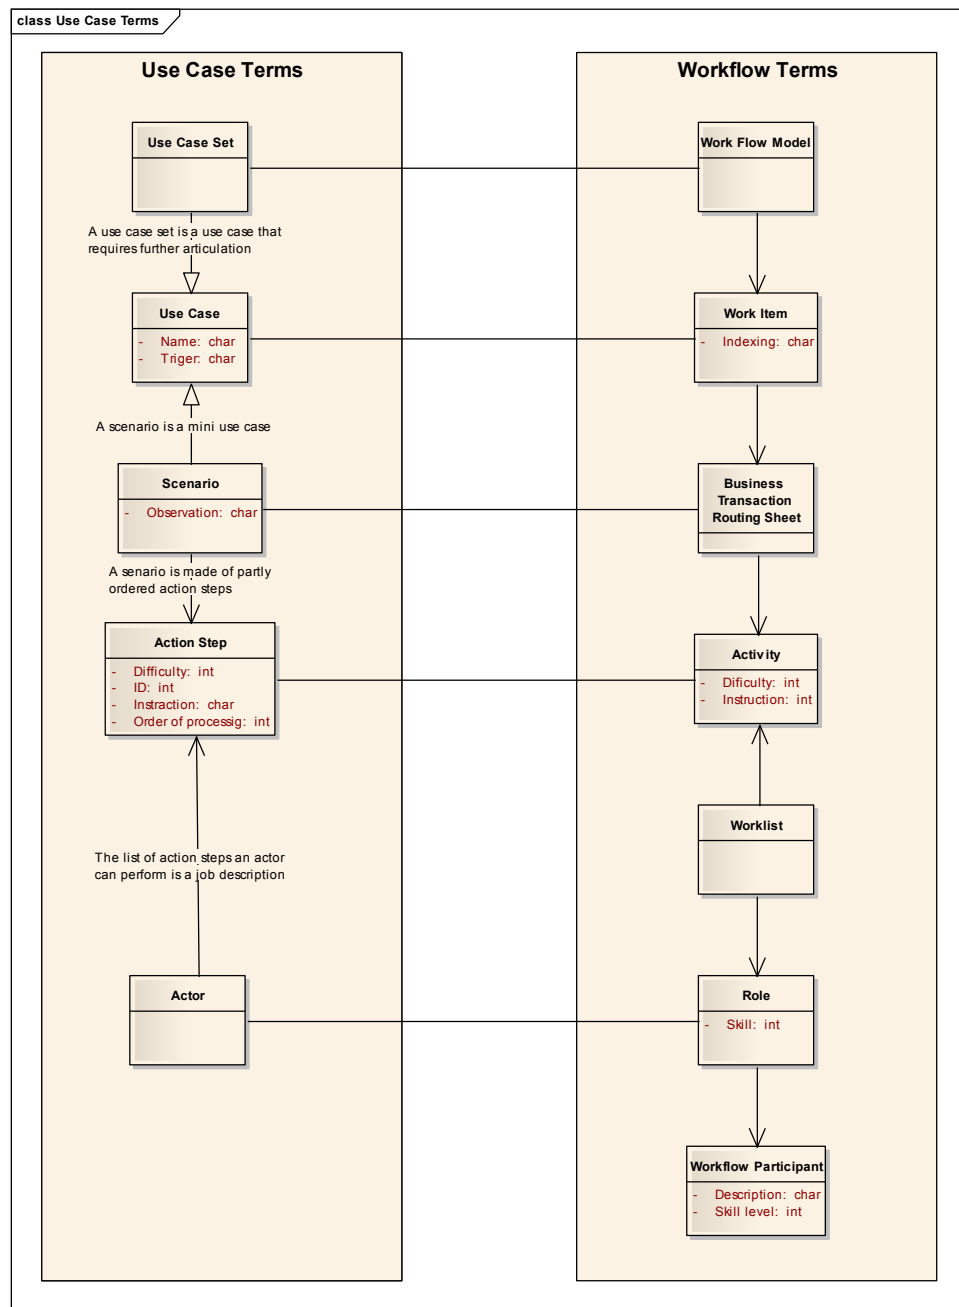 class Use Case Terms
Use Case Terms
Use Case Set
A use case set is a use case that
requires further articulation
Use Case
- Name: char
- Triger: char
A scenario is a mini use case
Scenario
- Observation: char
A senario is made of partly
ordered action steps
Action Step
- Difficulty: int
- ID: int
- Instraction: char
- Order of processig: int
The list of action steps an actor
can perform is a job description
Actor
Workflow Terms
Work Flow Model
Work Item
- Indexing: char
Business
Transaction
Routing Sheet
Activity
- Dificulty: int
- Instruction: int
Worklist
Role
- Skill: int
Workflow Participant
- Description: char
- Skill level: int